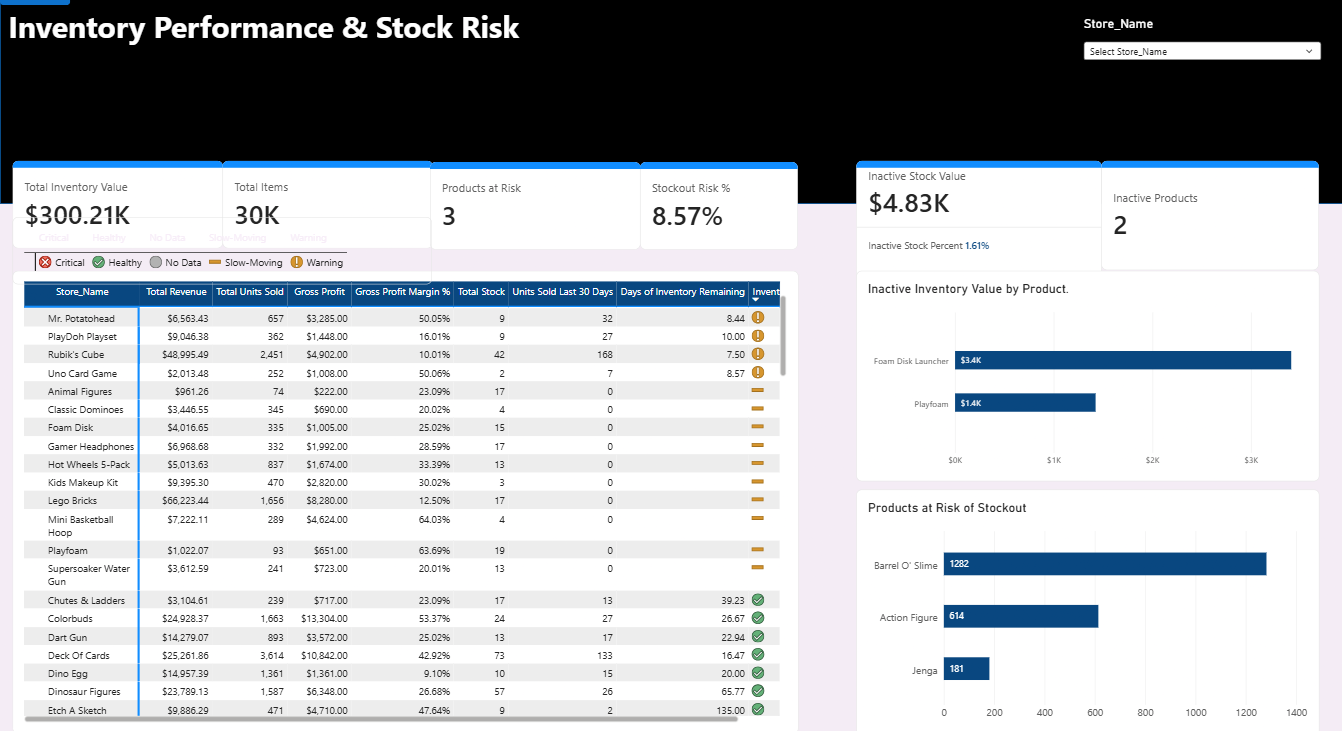 Inventory Performance & Stock Risk
Store_Name
Select Store_Name
Total Inventory Value
$300.21K
Total Items
30K
Products at Risk
3
Stockout Risk %
8.57%
Inactive Stock Value
$4.83K
Inactive Stock Percent 1.61%
Inactive Products
2
Critical Healthy No Data Slow-Moving Warning
Critical Healthy No Data Slow-Moving Warning
Store_Name Total Revenue Total Units Sold Gross Profit Gross Profit Margin % Total Stock Units Sold Last 30 Days Days of Inventory Remaining Invent
Mr. Potatohead $6,563.43 657 $3,285.00 50.05% 9 32 8.44
PlayDoh Playset $9,046.38 362 $1,448.00 16.01% 9 27 10.00
Rubik's Cube $48,995.49 2,451 $4,902.00 10.01% 42 168 7.50
Uno Card Game $2,013.48 252 $1,008.00 50.06% 2 7 8.57
Animal Figures $961.26 74 $222.00 23.09% 17 0
Classic Dominoes $3,446.55 345 $690.00 20.02% 4 0
Foam Disk $4,016.65 335 $1,005.00 25.02% 15 0
Gamer Headphones $6,968.68 332 $1,992.00 28.59% 17 0
Hot Wheels 5-Pack $5,013.63 837 $1,674.00 33.39% 13 0
Kids Makeup Kit $9,395.30 470 $2,820.00 30.02% 3 0
Lego Bricks $66,223.44 1,656 $8,280.00 12.50% 17 0
Mini Basketball $7,222.11 289 $4,624.00 64.03% 4 0
Hoop
Playfoam $1,022.07 93 $651.00 63.69% 19 0
Supersoaker Water $3,612.59 241 $723.00 20.01% 13 0
Gun
Chutes & Ladders $3,104.61 239 $717.00 23.09% 17 13 39.23
Colorbuds $24,928.37 1,663 $13,304.00 53.37% 24 27 26.67
Dart Gun $14,279.07 893 $3,572.00 25.02% 13 17 22.94
Deck Of Cards $25,261.86 3,614 $10,842.00 42.92% 73 133 16.47
Dino Egg $14,957.39 1,361 $1,361.00 9.10% 10 15 20.00
Dinosaur Figures $23,789.13 1,587 $6,348.00 26.68% 57 26 65.77
Etch A Sketch $9,886.29 471 $4,710.00 47.64% 9 2 135.00
Inactive Inventory Value by Product.
Foam Disk Launcher $3.4K
Playfoam $1.4K
$0K $1K $2K $3K
Products at Risk of Stockout
Barrel O' Slime 1282
Action Figure 614
Jenga 181
0 200 400 600 800 1000 1200 1400